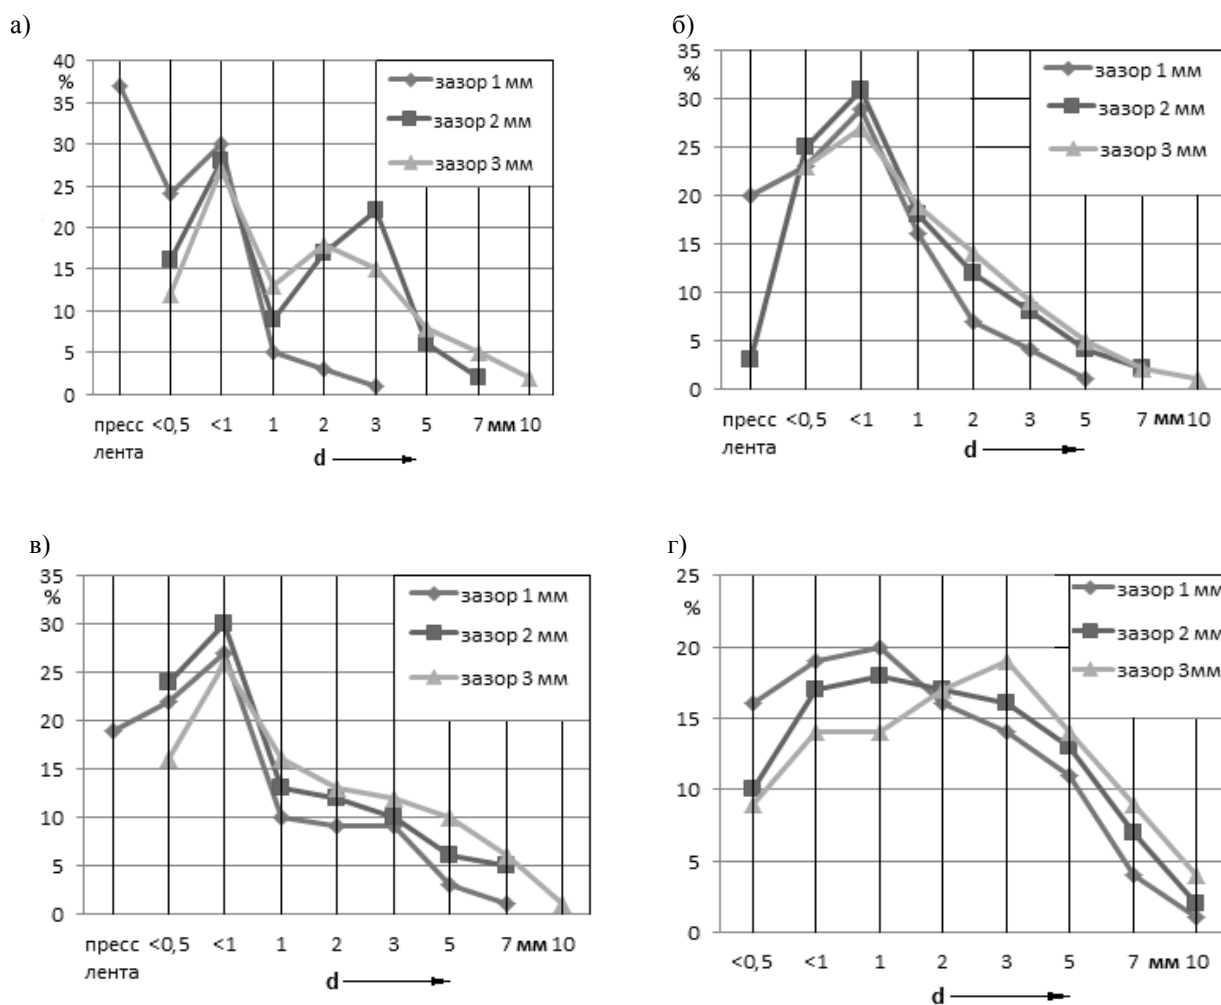 а)
40
%
35
30
25
20
15
10
5
0
зазор 1 мм
зазор 2 мм
зазор 3 мм
пресс <0,5 <1 1 2 3 5 7 мм 10
лента
d
б)
35
%
30
25
20
15
10
5
0
зазор 1 мм
зазор 2 мм
зазор 3 мм
пресс <0,5 <1 1 2 3 5 7 мм 10
лента
d
в)
35
%
30
25
20
15
10
5
0
зазор 1 мм
зазор 2 мм
зазор 3 мм
пресс <0,5 <1 1 2 3 5 7 мм 10
лента
d
г)
25
%
20
15
10
5
0
зазор 1 мм
зазор 2 мм
зазор 3мм
<0,5 <1 1 2 3 5 7 мм 10
d